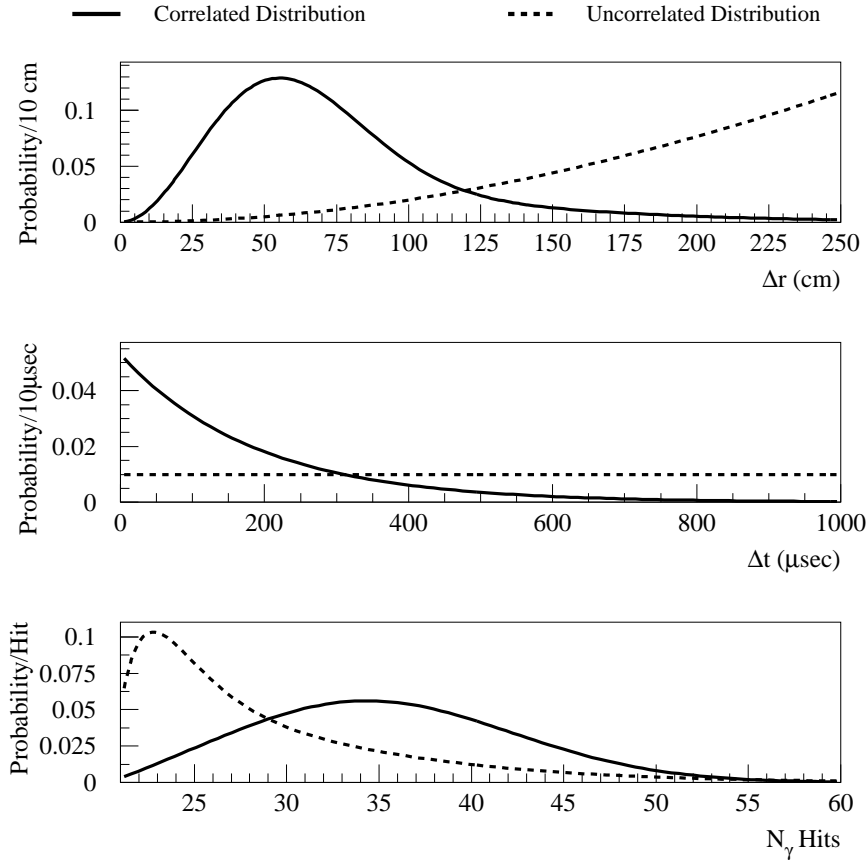 Correlated Distribution
Uncorrelated Distribution
Probability/10 cm
0.1
0.05
0
0 25 50 75 100 125 150 175 200 225 250
Δr (cm)
Probability/10μsec
0.04
0.02
0
0 200 400 600 800 1000
Δt (μsec)
Probability/Hit
0.1
0.075
0.05
0.025
0
25 30 35 40 45 50 55 60
Nγ Hits